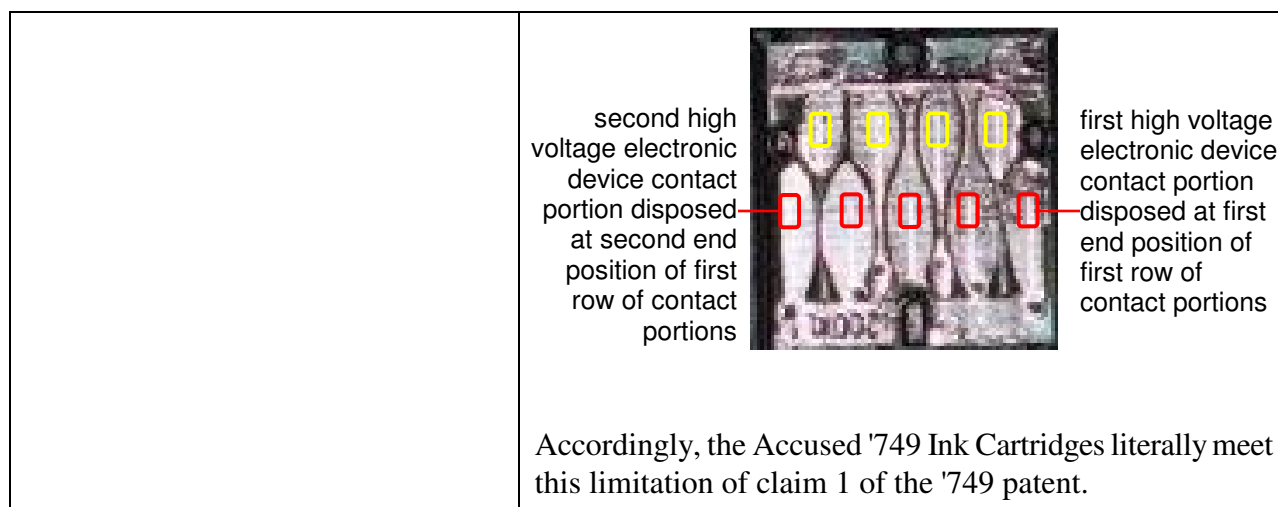 second high
voltage electronic
device contact
portion disposed
at second end
position of first
row of contact
portions
first high voltage
electronic device
contact portion
disposed at first
end position of
first row of
contact portions
Accordingly, the Accused '749 Ink Cartridges literally meet
this limitation of claim 1 of the '749 patent.